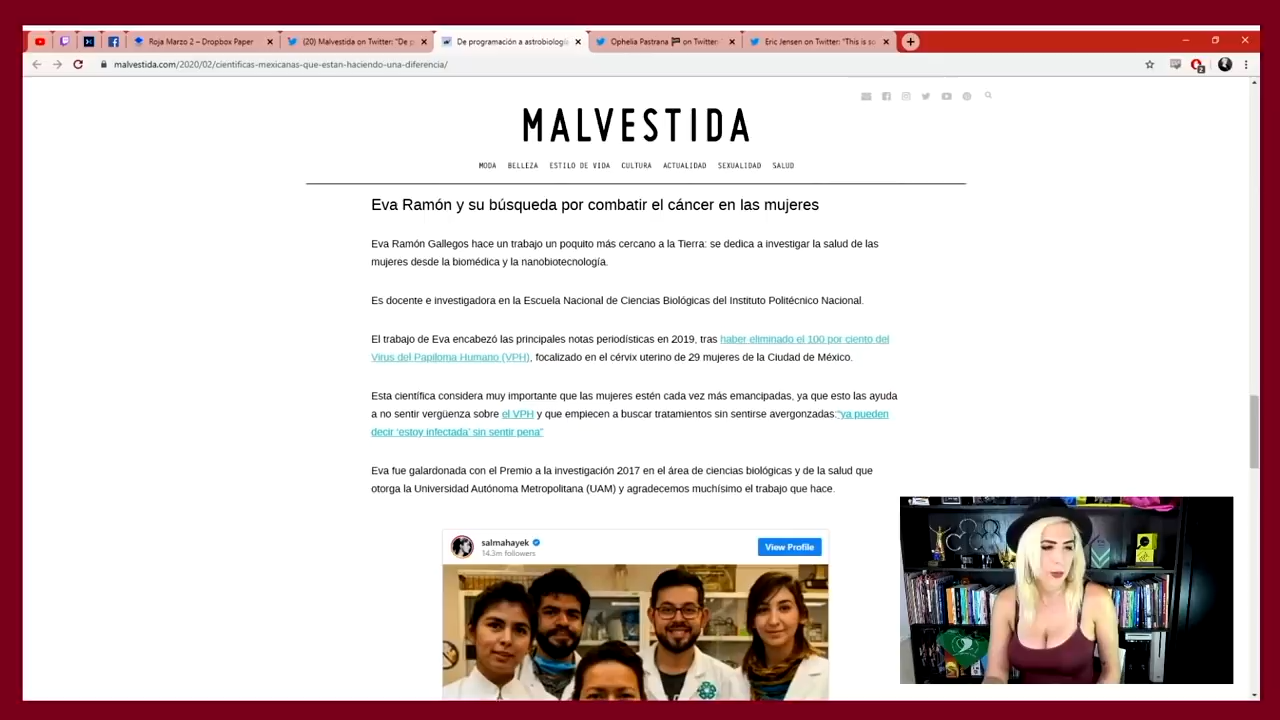 Roja Marzo 2 – Dropbox Paper
(20) Malvestida on Twitter: "De p
De programación a astrobiologí
Ophelia Pastrana on Twitter:
Eric Jensen on Twitter: "This is so
malvestida.com/2020/02/cientificas-mexicanas-que-estan-haciendo-una-diferencia/
2
MALVESTIDA
MODA BELLEZA ESTILO DE VIDA CULTURA ACTUALIDAD SEXUALIDAD SALUD
Eva Ramón y su búsqueda por combatir el cáncer en las mujeres
Eva Ramón Gallegos hace un trabajo un poquito más cercano a la Tierra: se dedica a investigar la salud de las
mujeres desde la biomédica y la nanobiotecnología.
Es docente e investigadora en la Escuela Nacional de Ciencias Biológicas del Instituto Politécnico Nacional.
El trabajo de Eva encabezó las principales notas periodísticas en 2019, tras haber eliminado el 100 por ciento del
Virus del Papiloma Humano (VPH), focalizado en el cérvix uterino de 29 mujeres de la Ciudad de México.
Esta científica considera muy importante que las mujeres estén cada vez más emancipadas, ya que esto las ayuda
a no sentir vergüenza sobre el VPH y que empiecen a buscar tratamientos sin sentirse avergonzadas:"ya pueden
decir 'estoy infectada' sin sentir pena"
Eva fue galardonada con el Premio a la investigación 2017 en el área de ciencias biológicas y de la salud que
otorga la Universidad Autónoma Metropolitana (UAM) y agradecemos muchísimo el trabajo que hace.
salmahayek
14.3m followers
View Profile